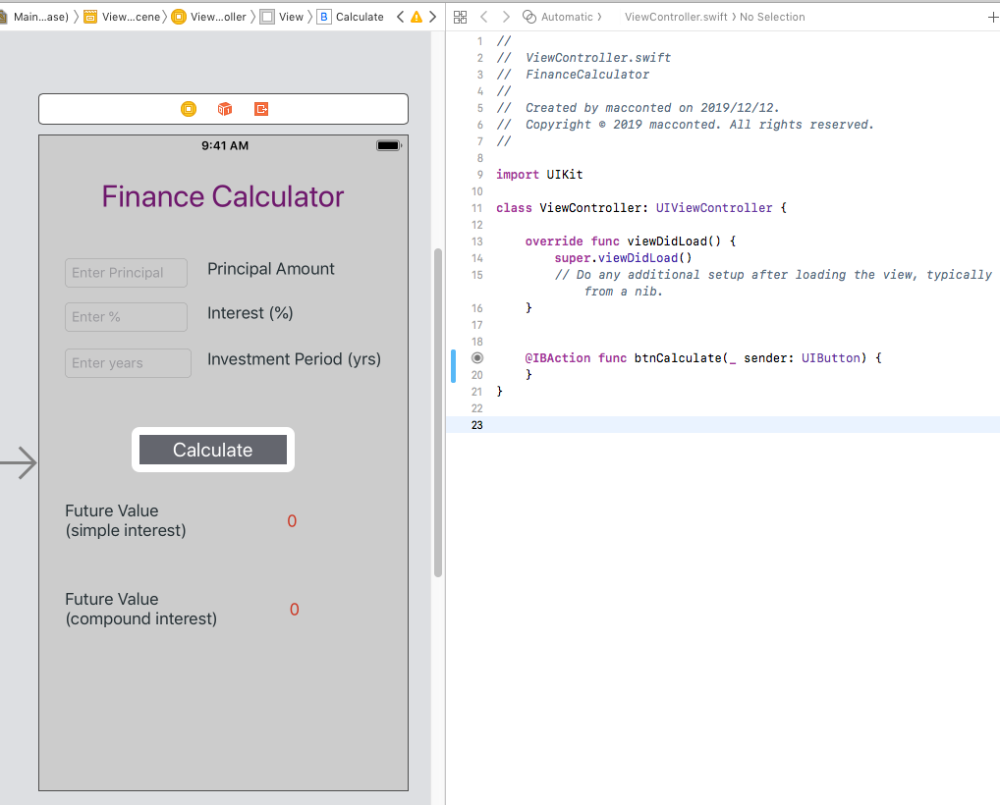 Main...ase) View...cene View...oller View B Calculate
Automatic ViewController.swift No Selection
9:41 AM
Finance Calculator
Enter Principal Principal Amount
Enter % Interest (%)
Enter years Investment Period (yrs)
Calculate
Future Value
(simple interest)
0
Future Value
(compound interest)
0
1 //
2 //  ViewController.swift
3 //  FinanceCalculator
4 //
5 //  Created by macconted on 2019/12/12.
6 //  Copyright © 2019 macconted. All rights reserved.
7 //
8
9 import UIKit
10
11 class ViewController: UIViewController {
12
13     override func viewDidLoad() {
14         super.viewDidLoad()
15         // Do any additional setup after loading the view, typically
from a nib.
16     }
17
18
@IBAction func btnCalculate(_ sender: UIButton) {
20     }
21 }
22
23